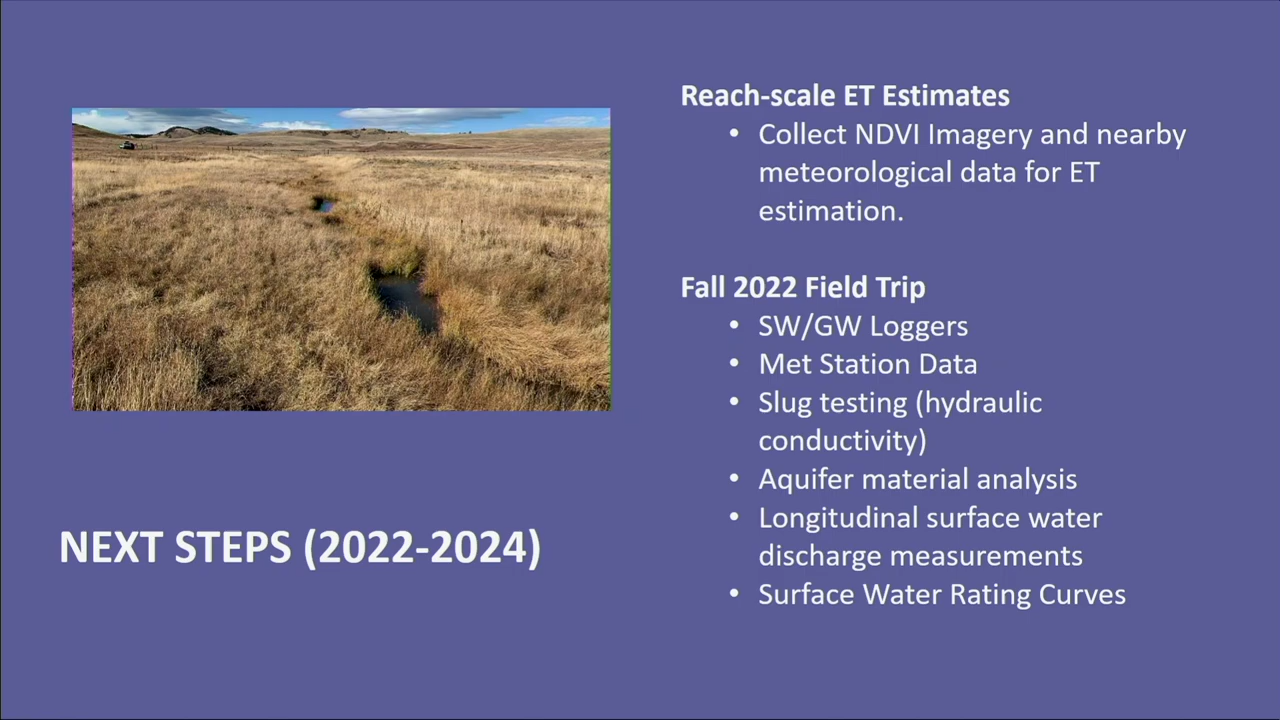 Reach-scale ET Estimates
• Collect NDVI Imagery and nearby
meteorological data for ET
estimation.
Fall 2022 Field Trip
• SW/GW Loggers
• Met Station Data
• Slug testing (hydraulic
conductivity)
• Aquifer material analysis
• Longitudinal surface water
discharge measurements
• Surface Water Rating Curves
NEXT STEPS (2022-2024)